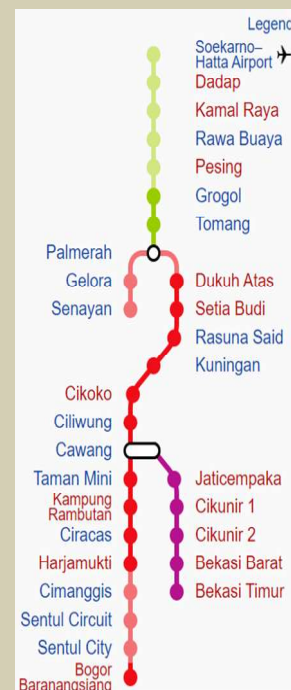 Legend
Soekarno–
Hatta Airport
Dadap
Kamal Raya
Rawa Buaya
Pesing
Grogol
Tomang
Palmerah
Gelora
Dukuh Atas
Senayan
Setia Budi
Rasuna Said
Kuningan
Cikoko
Ciliwung
Cawang
Taman Mini
Jaticempaka
Kampung
Rambutan
Cikunir 1
Ciracas
Cikunir 2
Harjamukti
Bekasi Barat
Cimanggis
Bekasi Timur
Sentul Circuit
Sentul City
Bogor
Baranangsiang